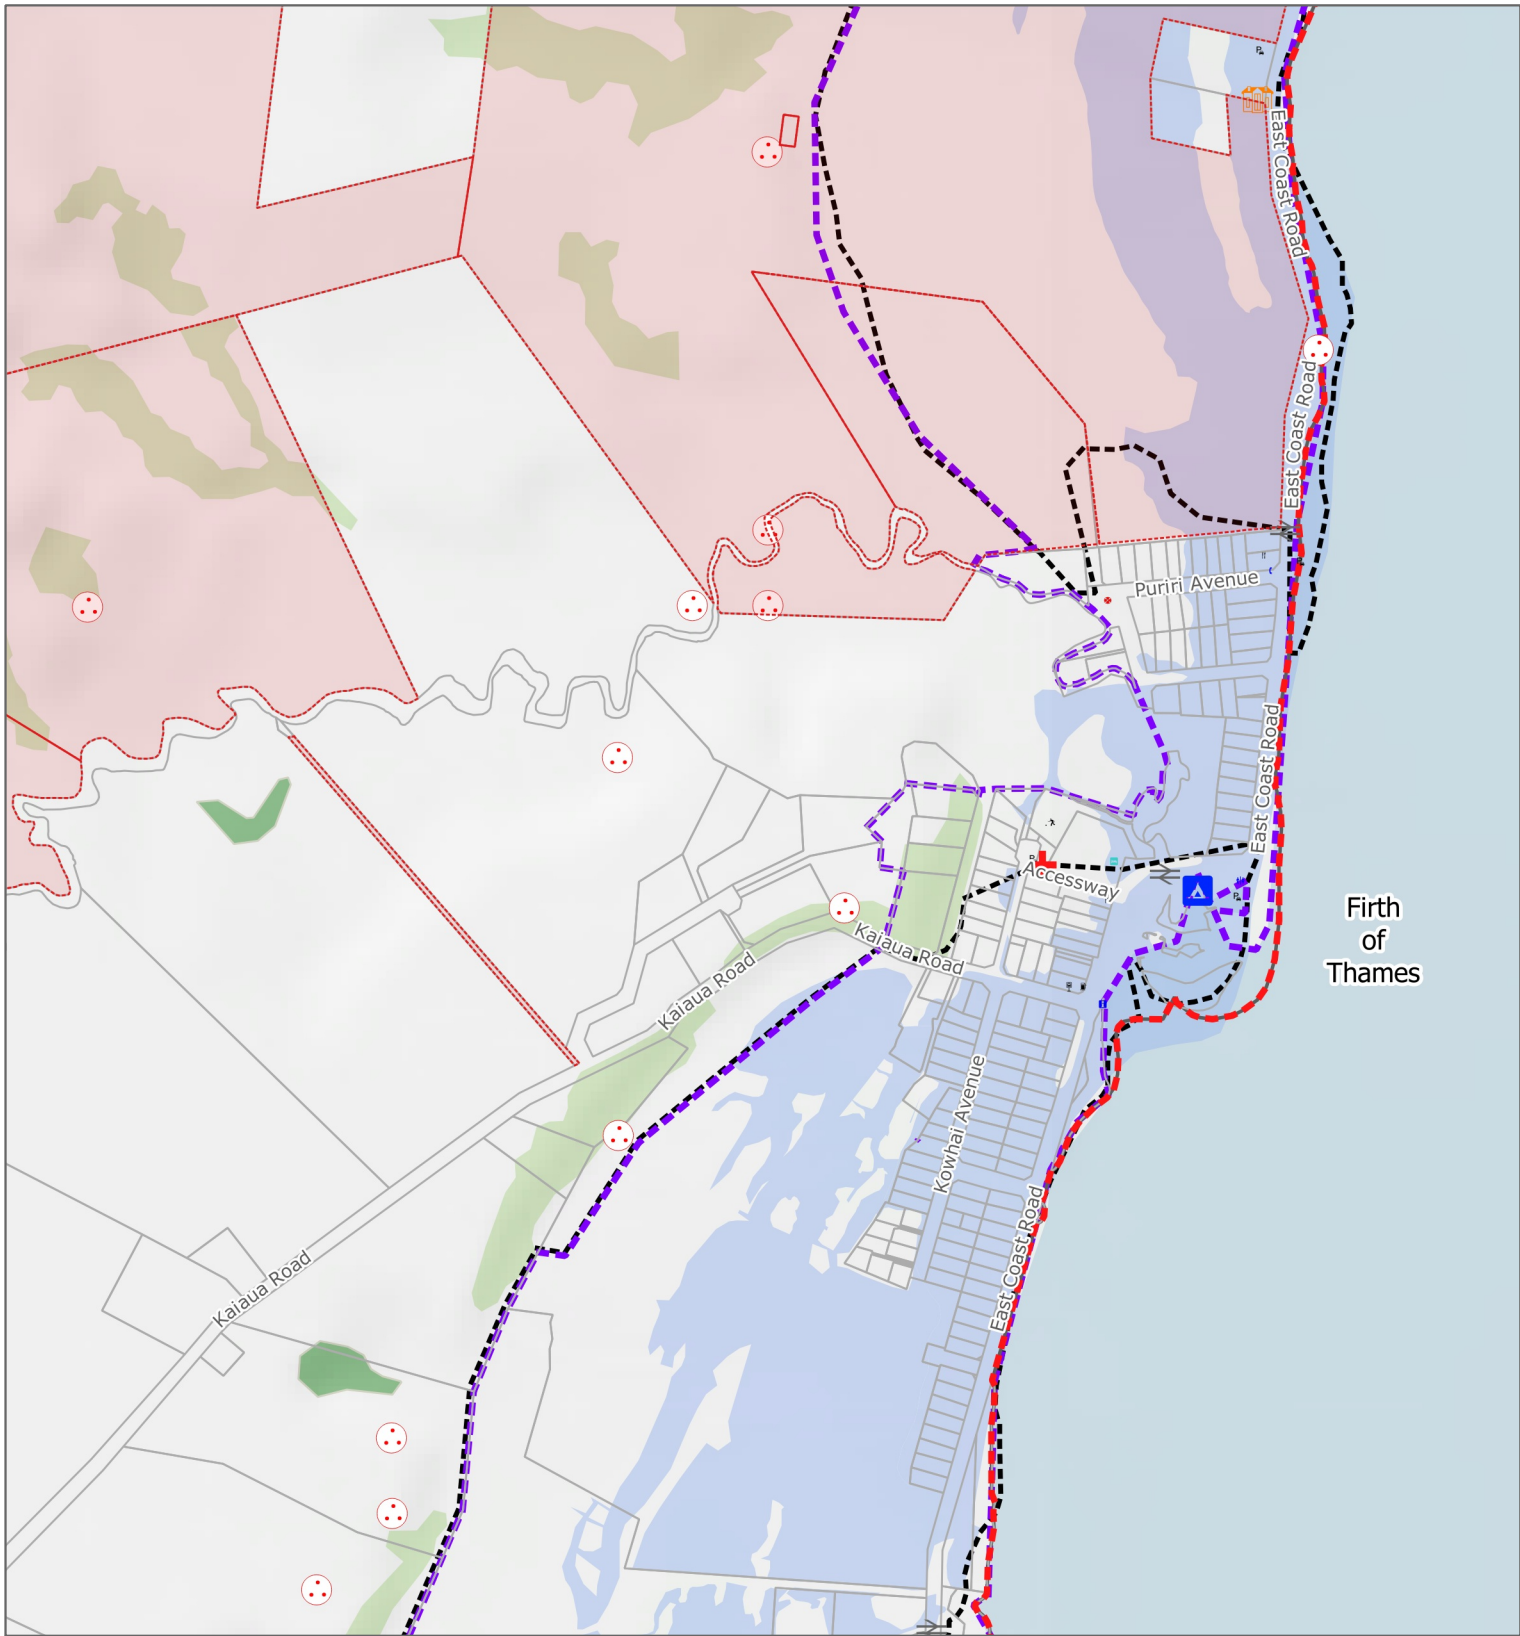 East Coast Road
East Coast Road
Puriri Avenue
East Coast Road
Accessway
Firth
of
Thames
Kaiaua Road
Kaiaua Road
Kowhai Avenue
East Coast Road
Kaiaua Road